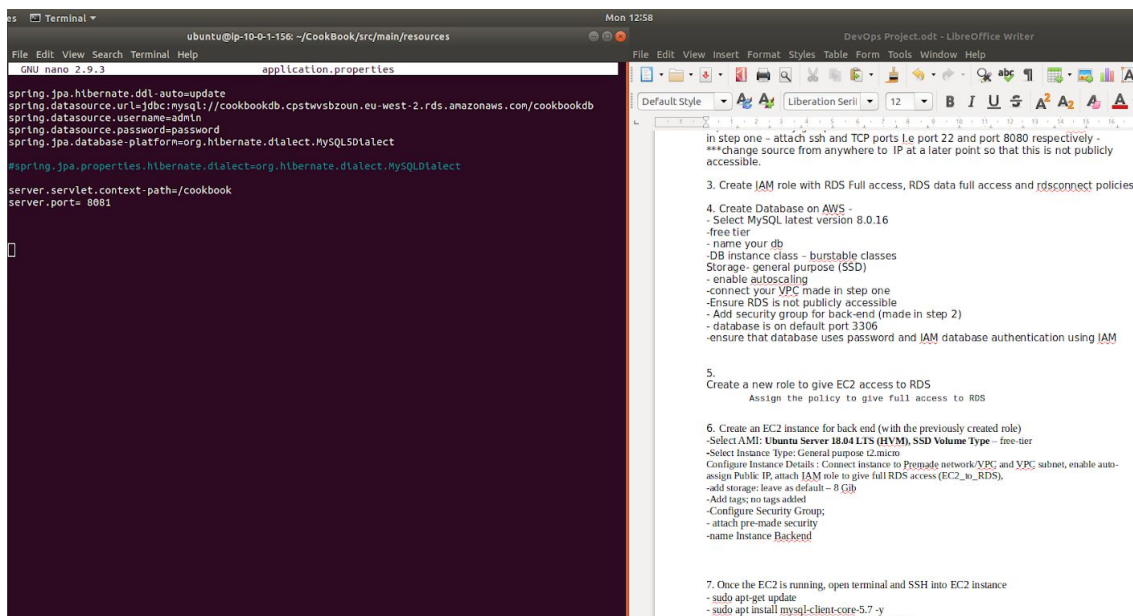 es Terminal Mon 12:58
ubuntu@ip-10-0-1-156: ~/CookBook/src/main/resources
File Edit View Search Terminal Help
GNU nano 2.9.3 application.properties
spring.jpa.hibernate.ddl-auto=update
spring.datasource.url=jdbc:mysql://cookbookdb.cpstwvsbzoun.eu-west-2.rds.amazonaws.com/cookbookdb
spring.datasource.username=admin
spring.datasource.password=password
spring.jpa.database-platform=org.hibernate.dialect.MySQL5Dialect
#spring.jpa.properties.hibernate.dialect=org.hibernate.dialect.MySQLDialect
server.servlet.context-path=/cookbook
server.port= 8081
DevOps Project.odt - LibreOffice Writer
File Edit View Insert Format Styles Table Form Tools Window Help
Default Style Liberation Seri 12
in step one – attach ssh and TCP ports I.e port 22 and port 8080 respectively -
***change source from anywhere to IP at a later point so that this is not publicly
accessible.
3. Create IAM role with RDS Full access, RDS data full access and rdsconnect policies
4. Create Database on AWS -
- Select MySQL latest version 8.0.16
-free tier
- name your db
-DB instance class – burstable classes
Storage- general purpose (SSD)
- enable autoscaling
-connect your VPC made in step one
-Ensure RDS is not publicly accessible
- Add security group for back-end (made in step 2)
- database is on default port 3306
-ensure that database uses password and IAM database authentication using IAM
5.
Create a new role to give EC2 access to RDS
Assign the policy to give full access to RDS
6. Create an EC2 instance for back end (with the previously created role)
-Select AMI: Ubuntu Server 18.04 LTS (HVM), SSD Volume Type – free-tier
-Select Instance Type: General purpose t2.micro
Configure Instance Details : Connect instance to Premade network/VPC and VPC subnet, enable auto-
assign Public IP, attach IAM role to give full RDS access (EC2_to_RDS),
-add storage: leave as default – 8 Gib
-Add tags; no tags added
-Configure Security Group;
- attach pre-made security
-name Instance Backend
7. Once the EC2 is running, open terminal and SSH into EC2 instance
- sudo apt-get update
- sudo apt install mysql-client-core-5.7 -y